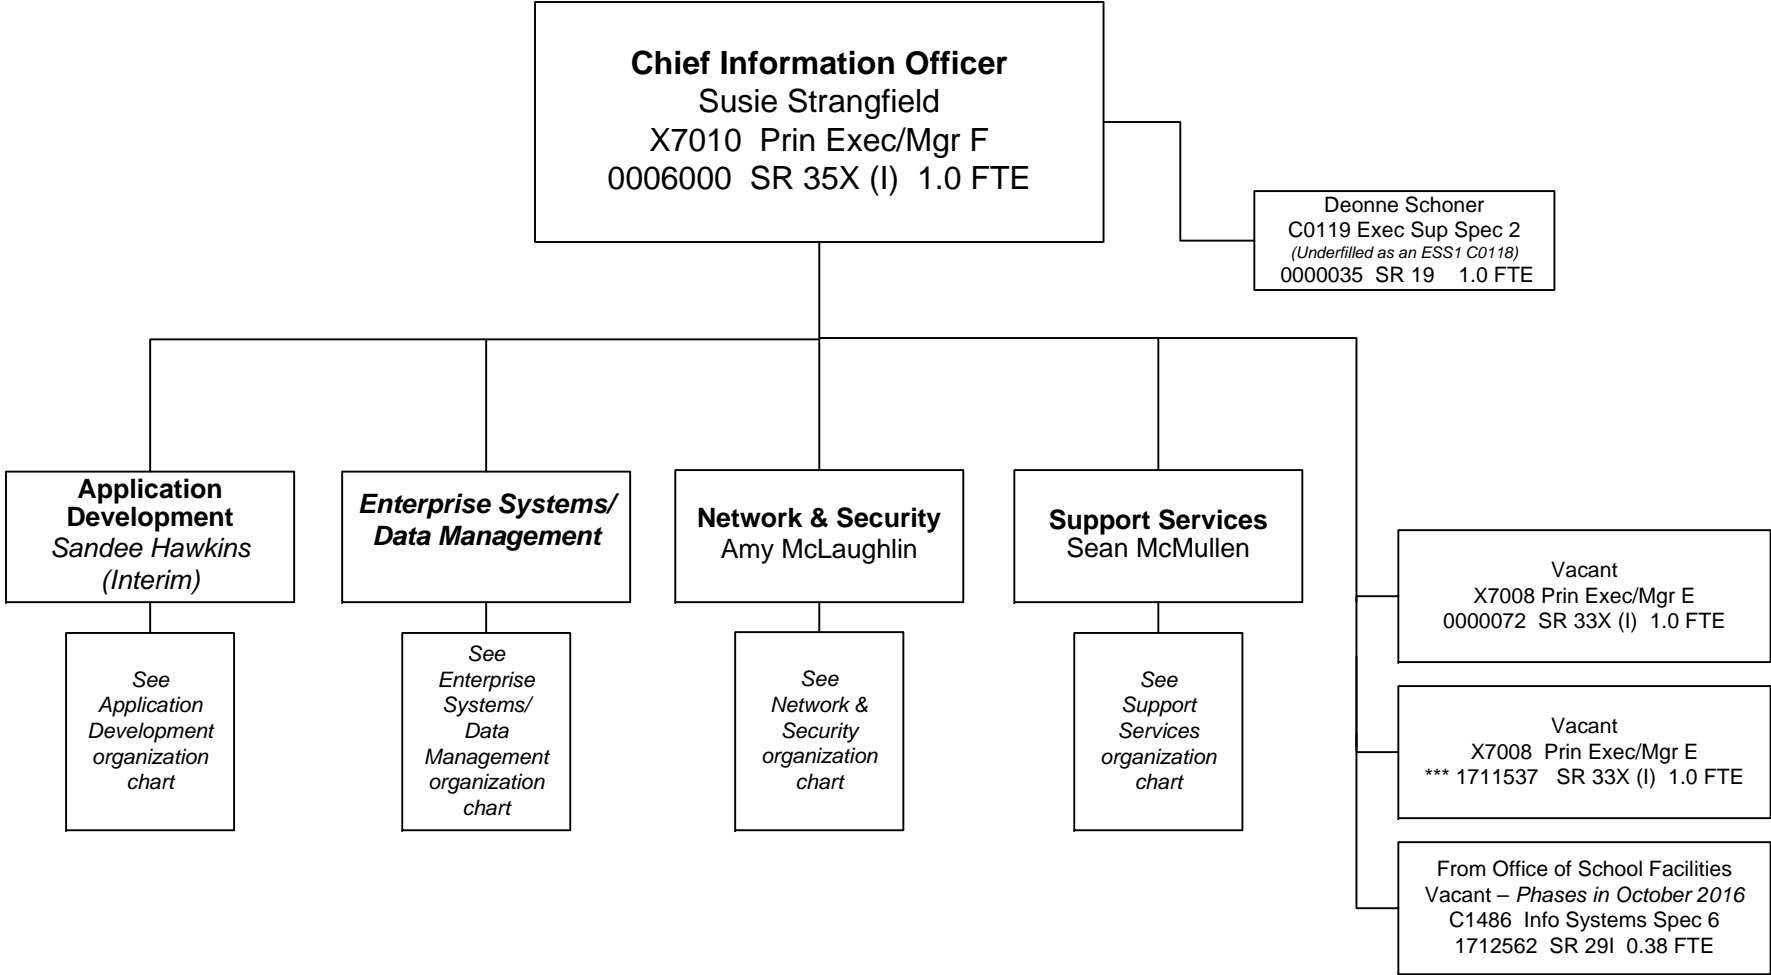 Chief Information Officer
Susie Strangfield
X7010 Prin Exec/Mgr F
0006000 SR 35X (I) 1.0 FTE
Deonne Schoner
C0119 Exec Sup Spec 2
(Underfilled as an ESS1 C0118)
0000035 SR 19 1.0 FTE
Application
Development
Sandee Hawkins
(Interim)
Enterprise Systems/
Data Management
Network & Security
Amy McLaughlin
Support Services
Sean McMullen
See
Application
Development
organization
chart
See
Enterprise
Systems/
Data
Management
organization
chart
See
Network &
Security
organization
chart
See
Support
Services
organization
chart
Vacant
X7008 Prin Exec/Mgr E
0000072 SR 33X (I) 1.0 FTE
Vacant
X7008 Prin Exec/Mgr E
*** 1711537 SR 33X (I) 1.0 FTE
From Office of School Facilities
Vacant – Phases in October 2016
C1486 Info Systems Spec 6
1712562 SR 29I 0.38 FTE